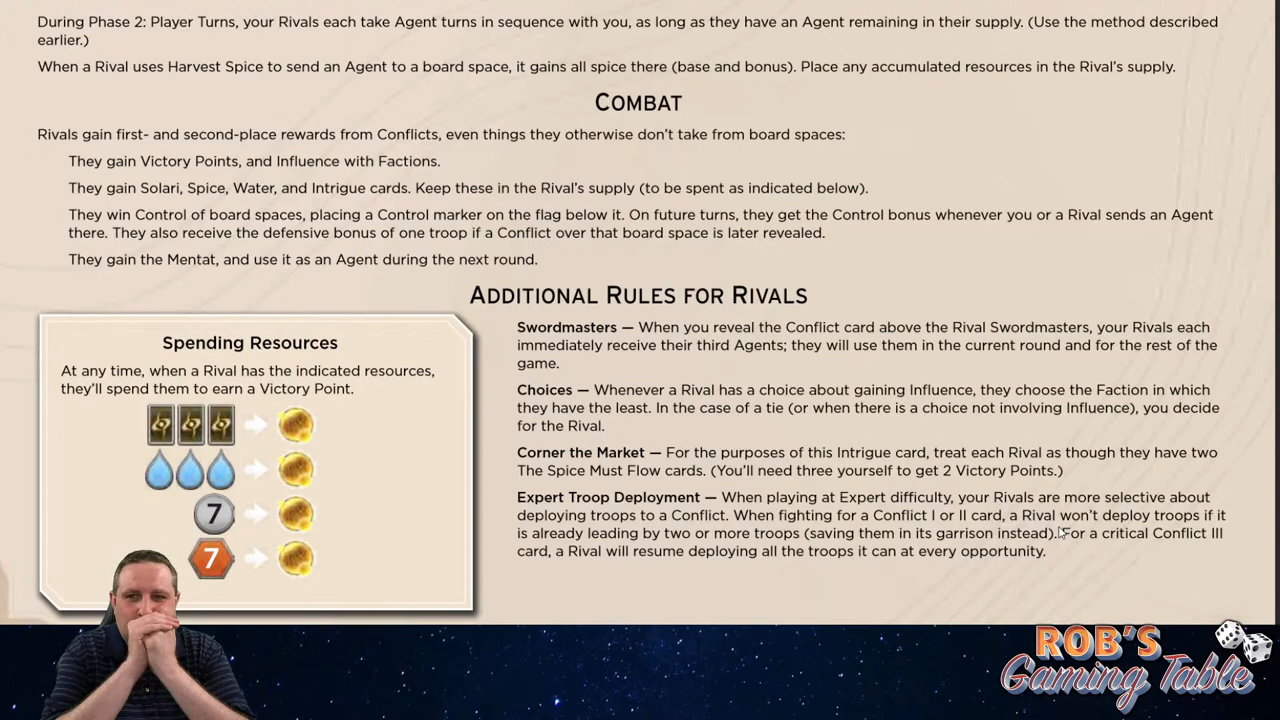 During Phase 2: Player Turns, your Rivals each take Agent turns in sequence with you, as long as they have an Agent remaining in their supply. (Use the method described
earlier.)
When a Rival uses Harvest Spice to send an Agent to a board space, it gains all spice there (base and bonus). Place any accumulated resources in the Rival's supply.
COMBAT
Rivals gain first- and second-place rewards from Conflicts, even things they otherwise don't take from board spaces:
They gain Victory Points, and Influence with Factions.
They gain Solari, Spice, Water, and Intrigue cards. Keep these in the Rival's supply (to be spent as indicated below).
They win Control of board spaces, placing a Control marker on the flag below it. On future turns, they get the Control bonus whenever you or a Rival sends an Agent
there. They also receive the defensive bonus of one troop if a Conflict over that board space is later revealed.
They gain the Mentat, and use it as an Agent during the next round.
ADDITIONAL RULES FOR RIVALS
Spending Resources
At any time, when a Rival has the indicated resources,
they'll spend them to earn a Victory Point.
7
7
Swordmasters — When you reveal the Conflict card above the Rival Swordmasters, your Rivals each
immediately receive their third Agents; they will use them in the current round and for the rest of the
game.
Choices — Whenever a Rival has a choice about gaining Influence, they choose the Faction in which
they have the least. In the case of a tie (or when there is a choice not involving Influence), you decide
for the Rival.
Corner the Market — For the purposes of this Intrigue card, treat each Rival as though they have two
The Spice Must Flow cards. (You'll need three yourself to get 2 Victory Points.)
Expert Troop Deployment — When playing at Expert difficulty, your Rivals are more selective about
deploying troops to a Conflict. When fighting for a Conflict I or II card, a Rival won't deploy troops if it
is already leading by two or more troops (saving them in its garrison instead). For a critical Conflict III
card, a Rival will resume deploying all the troops it can at every opportunity.
ROB'S
Gaming Table